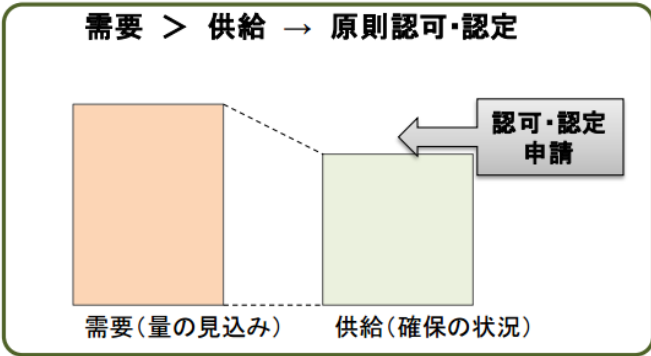 需要 ＞ 供給 → 原則認可・認定
認可・認定
申請
需要（量の見込み）
供給（確保の状況）